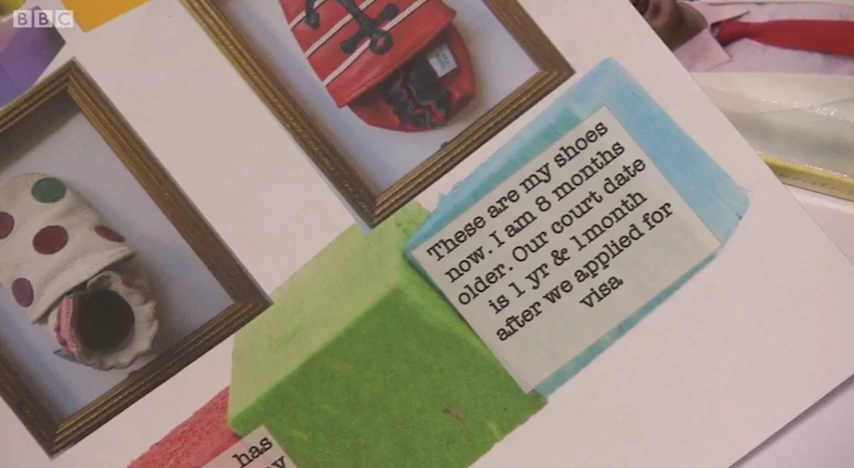 BBC
These are my shoes
now. I am 8 months
older. Our court date
is 1 yr & 1month
after we applied for
visa
has